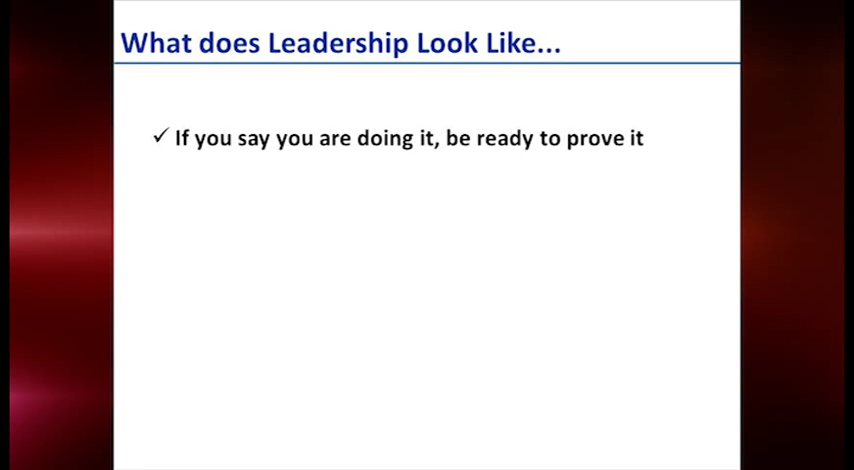 What does Leadership Look Like...
✓ If you say you are doing it, be ready to prove it